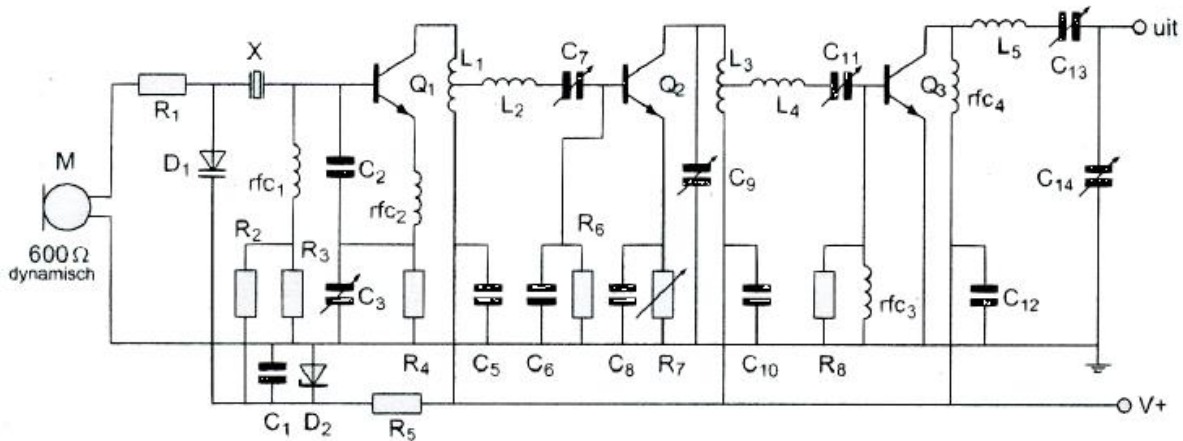 L5
C13
uit
X
L1
C7
L3
C11
R1
Q1
L2
Q2
L4
Q3
rfc4
M
D1
rfc1
C2
rfc2
C9
C14
600Ω
dynamisch
R2
R3
R6
C3
rfc3
C12
R4
C5
C6
C8
R7
C10
R8
C1
D2
R5
V+